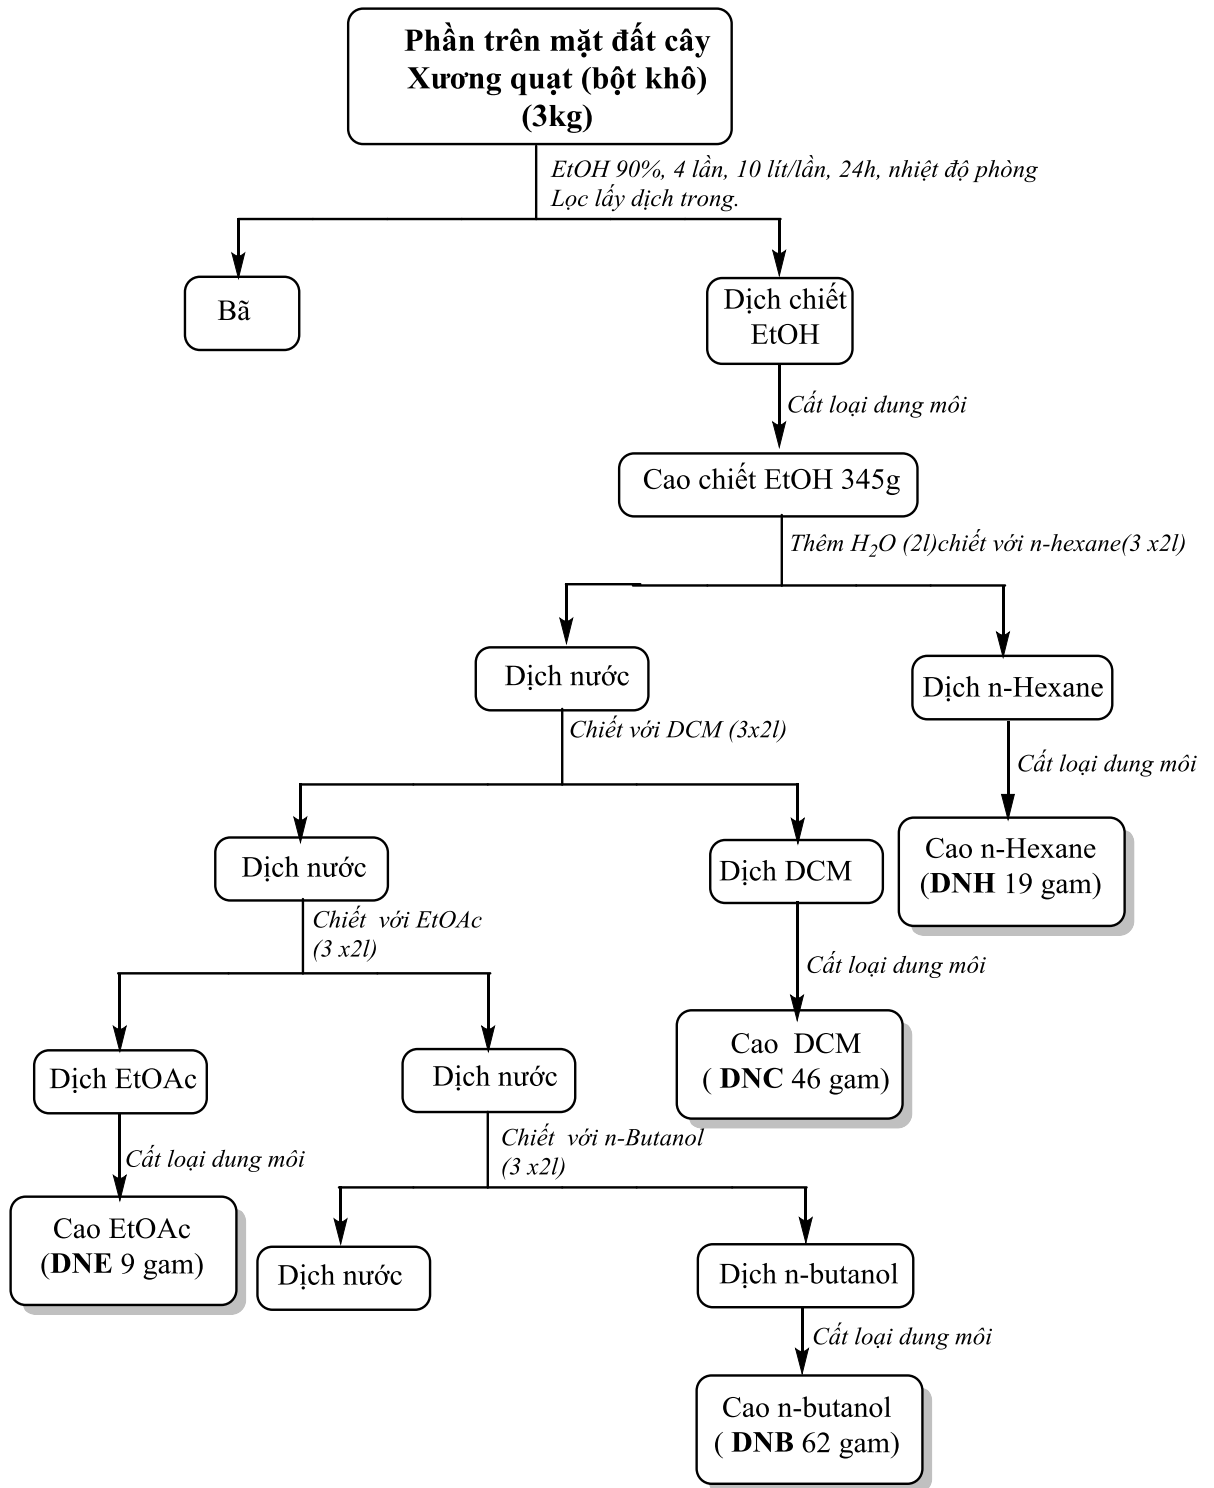 Phần trên mặt đất cây
Xương quạt (bột khô)
(3kg)
EtOH 90%, 4 lần, 10 lít/lần, 24h, nhiệt độ phòng
Lọc lấy dịch trong.
Bã
Dịch chiết
EtOH
Cất loại dung môi
Cao chiết EtOH 345g
Thêm H₂O (2l)chiết với n-hexane(3 x2l)
Dịch nước
Dịch n-Hexane
Chiết với DCM (3x2l)
Cất loại dung môi
Dịch nước
Dịch DCM
Cao n-Hexane
(DNH 19 gam)
Chiết với EtOAc
(3 x2l)
Cất loại dung môi
Dịch EtOAc
Dịch nước
Cao DCM
( DNC 46 gam)
Cất loại dung môi
Chiết với n-Butanol
(3 x2l)
Cao EtOAc
(DNE 9 gam)
Dịch nước
Dịch n-butanol
Cất loại dung môi
Cao n-butanol
( DNB 62 gam)